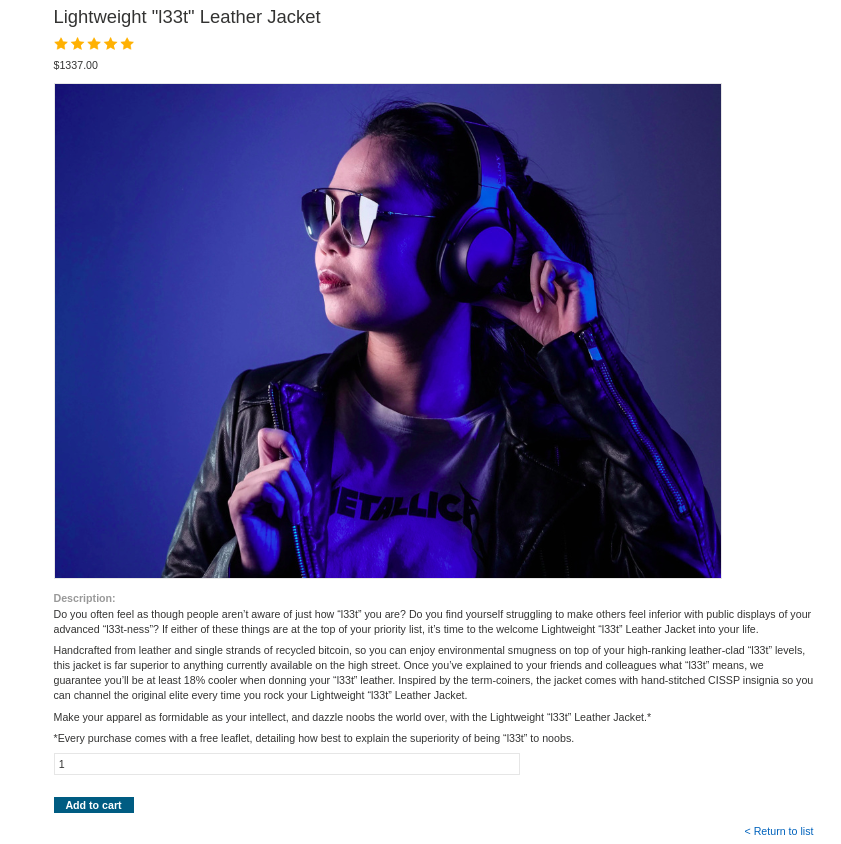 Lightweight "l33t" Leather Jacket
$1337.00
METALLICA
Description:
Do you often feel as though people aren’t aware of just how “l33t” you are? Do you find yourself struggling to make others feel inferior with public displays of your
advanced “l33t-ness”? If either of these things are at the top of your priority list, it’s time to the welcome Lightweight “l33t” Leather Jacket into your life.
Handcrafted from leather and single strands of recycled bitcoin, so you can enjoy environmental smugness on top of your high-ranking leather-clad “l33t” levels,
this jacket is far superior to anything currently available on the high street. Once you’ve explained to your friends and colleagues what “l33t” means, we
guarantee you’ll be at least 18% cooler when donning your “l33t” leather. Inspired by the term-coiners, the jacket comes with hand-stitched CISSP insignia so you
can channel the original elite every time you rock your Lightweight “l33t” Leather Jacket.
Make your apparel as formidable as your intellect, and dazzle noobs the world over, with the Lightweight “l33t” Leather Jacket.*
*Every purchase comes with a free leaflet, detailing how best to explain the superiority of being “l33t” to noobs.
1
Add to cart
< Return to list